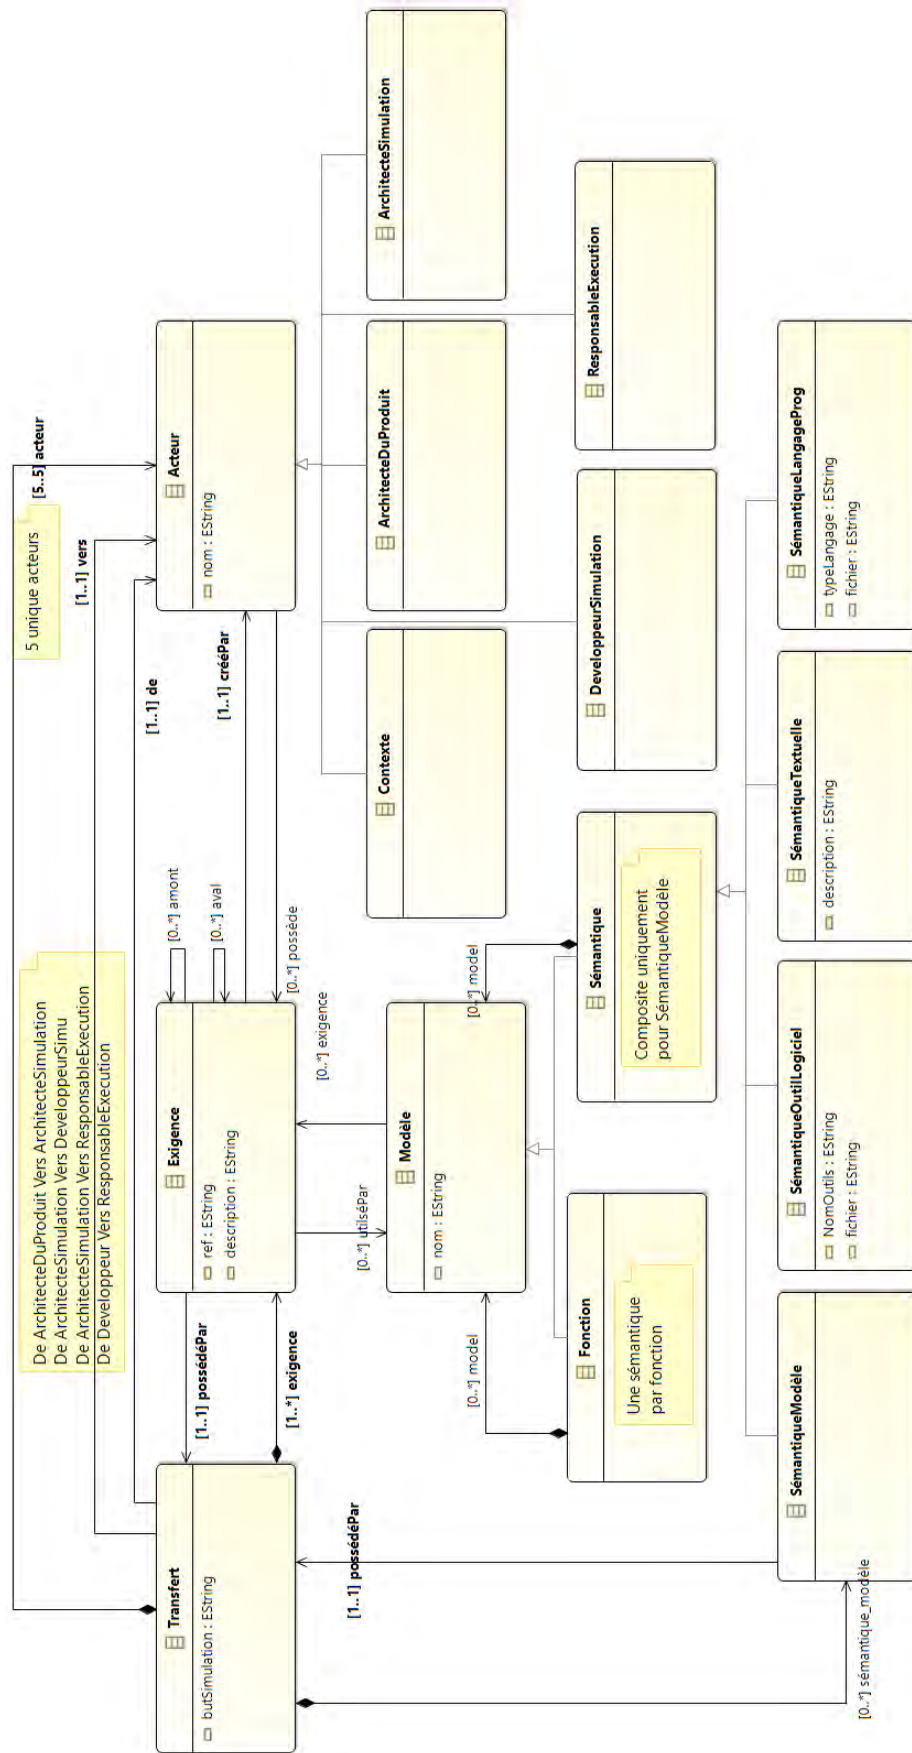 5 unique acteurs
[5..5] acteur
[1..1] vers
[1..1] de
De ArchitecteDuProduit Vers ArchitecteSimulation
De ArchitecteSimulation Vers DeveloppeurSimu
De ArchitecteSimulation Vers ResponsableExecution
De Developpeur Vers ResponsableExecution
Transfert
butSimulation : EString
[1..1] possédéPar
[1..*] exigence
Exigence
ref : EString
description : EString
[0..*] amont
[0..*] aval
[1..1] crééPar
[0..*] possède
Acteur
nom : EString
[0..*] utilséPar
[0..*] exigence
Modèle
nom : EString
[0..*] model
[0..*] model
Contexte
ArchitecteDuProduit
ArchitecteSimulation
[1..1] possédéPar
Fonction
Une sémantique
par fonction
Sémantique
Composite uniquement
pour SémantiqueModèle
DeveloppeurSimulation
ResponsableExecution
[0..*] sémantique_modèle
SémantiqueModèle
SémantiqueOutilLogiciel
NomOutils : EString
fichier : EString
SémantiqueTextuelle
description : EString
SémantiqueLangageProg
typeLangage : EString
fichier : EString